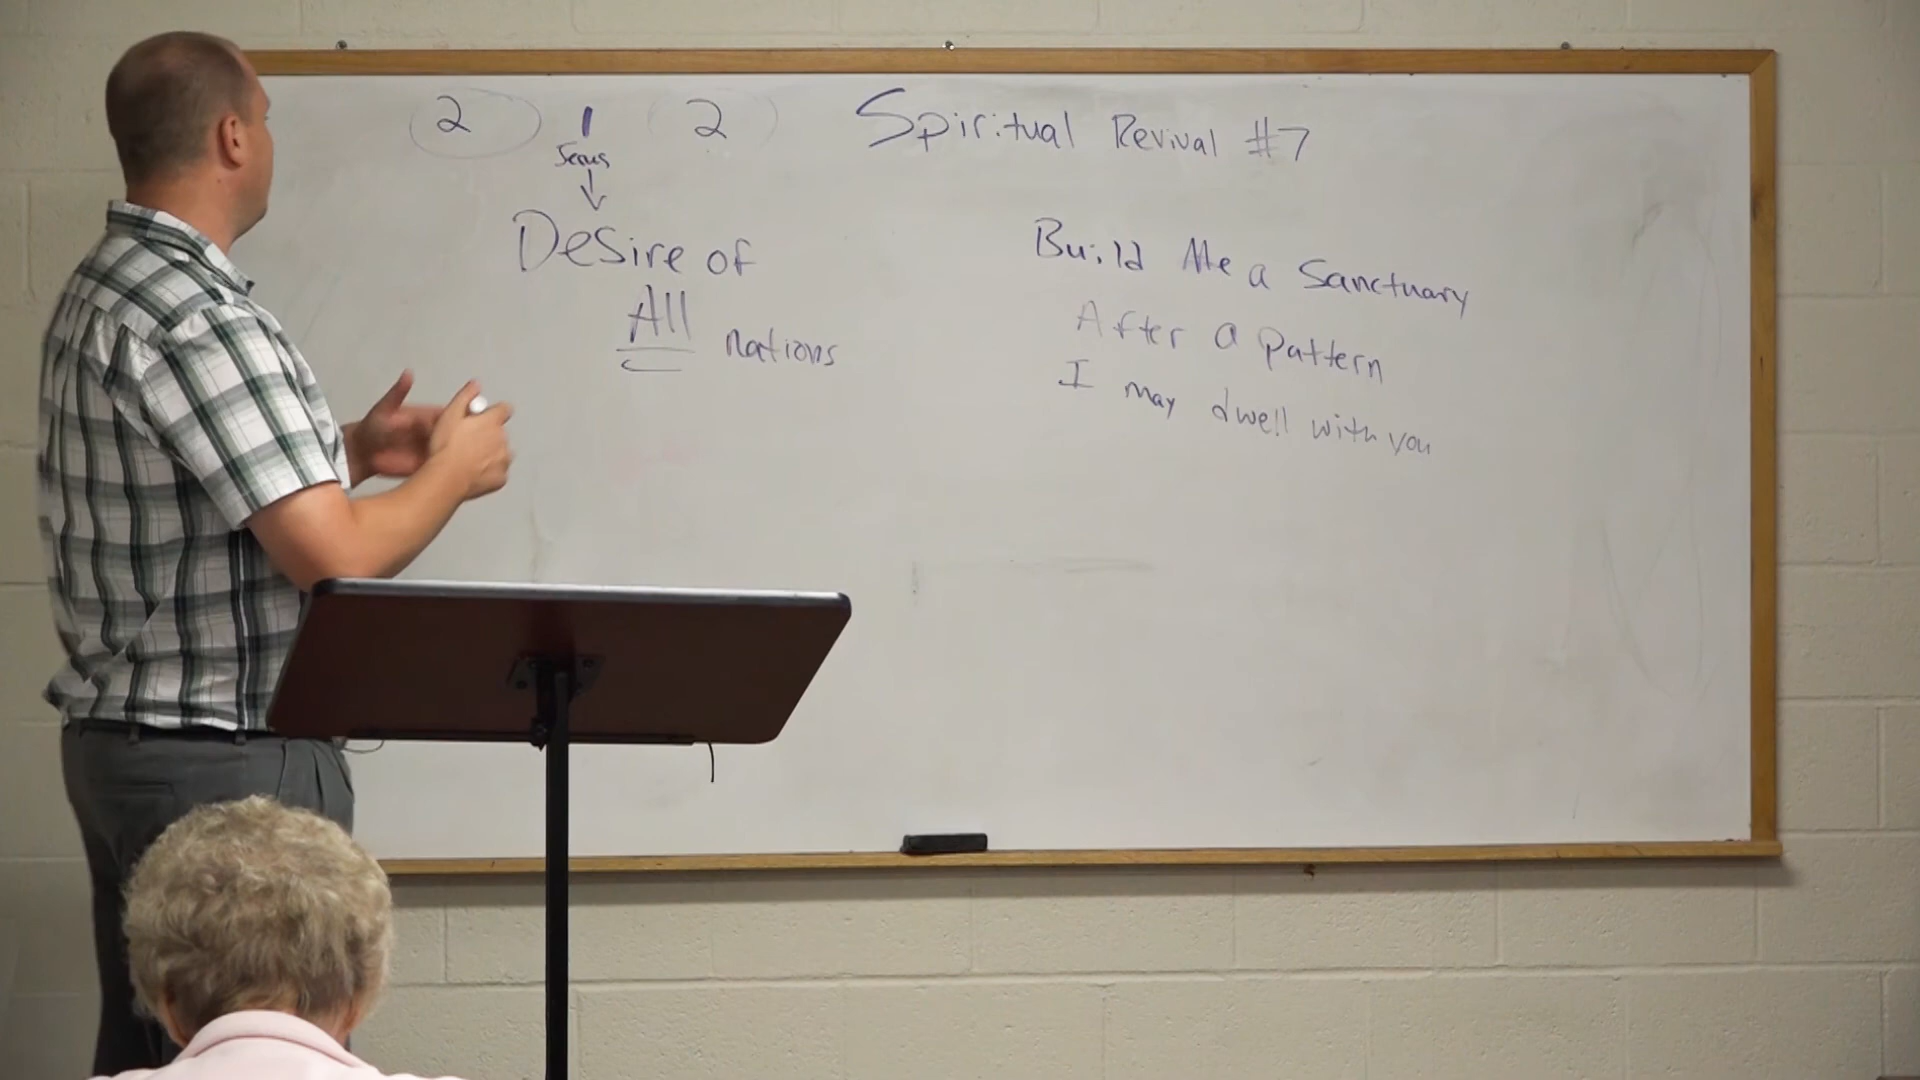 2 1 2 Spiritual Revival #7
Jesus
Desire of
All nations
Build Me a Sanctuary
After a pattern
I may dwell with you